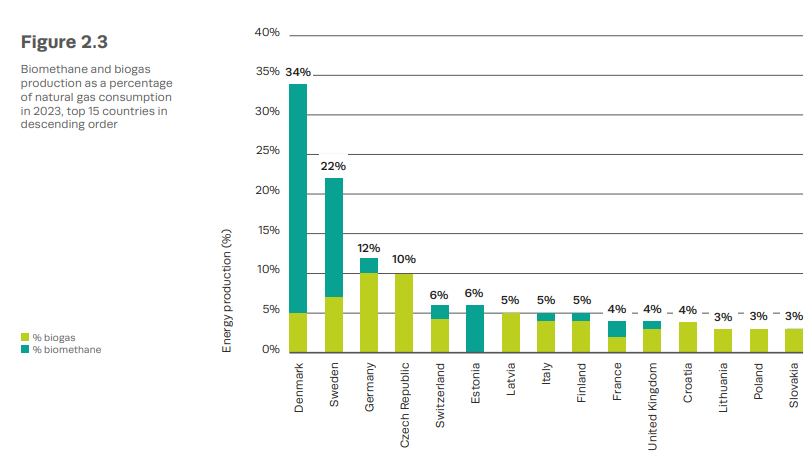 Figure 2.3
Biomethane and biogas
production as a percentage
of natural gas consumption
in 2023, top 15 countries in
descending order
% biogas
% biomethane
Energy production (%)
40%
35%
30%
25%
20%
15%
10%
5%
0%
34%
22%
12%
10%
6%
6%
5%
5%
5%
4%
4%
4%
3%
3%
3%
Denmark
Sweden
Germany
Czech Republic
Switzerland
Estonia
Latvia
Italy
Finland
France
United Kingdom
Croatia
Lithuania
Poland
Slovakia